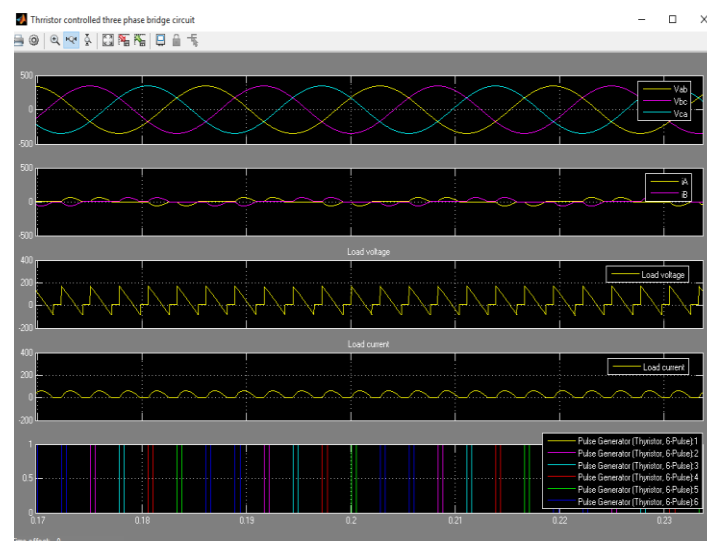 Thrristor controlled three phase bridge circuit
500
0
-500
Vab
Vbc
Vca
500
0
-500
iA
iB
Load voltage
400
200
0
-200
Load voltage
Load current
400
200
0
-200
Load current
1
0.5
0
Pulse Generator (Thyristor, 6-Pulse):1
Pulse Generator (Thyristor, 6-Pulse):2
Pulse Generator (Thyristor, 6-Pulse):3
Pulse Generator (Thyristor, 6-Pulse):4
Pulse Generator (Thyristor, 6-Pulse):5
Pulse Generator (Thyristor, 6-Pulse):6
0.17 0.18 0.19 0.2 0.21 0.22 0.23
offset: 0